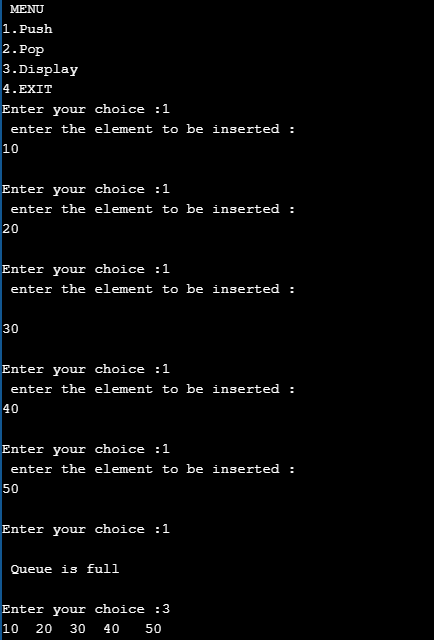 MENU
1.Push
2.Pop
3.Display
4.EXIT
Enter your choice :1
enter the element to be inserted :
10
Enter your choice :1
enter the element to be inserted :
20
Enter your choice :1
enter the element to be inserted :
30
Enter your choice :1
enter the element to be inserted :
40
Enter your choice :1
enter the element to be inserted :
50
Enter your choice :1
Queue is full
Enter your choice :3
10  20  30  40   50